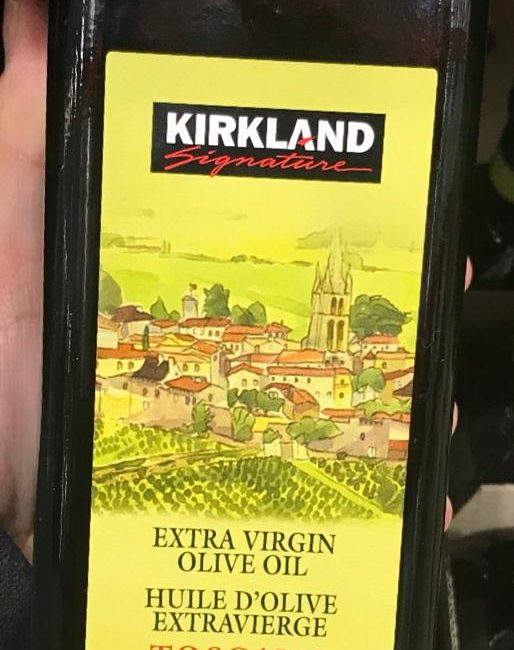 KIRKLAND
Signature
EXTRA VIRGIN
OLIVE OIL
HUILE D'OLIVE
EXTRAVIERGE